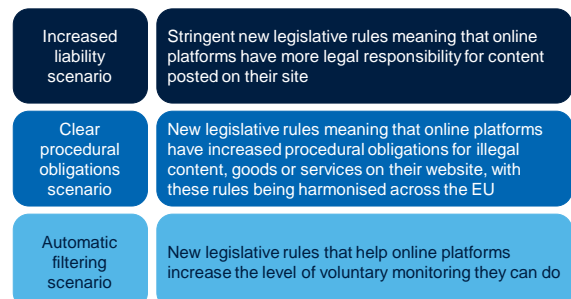 Increased
liability
scenario
Stringent new legislative rules meaning that online
platforms have more legal responsibility for content
posted on their site
Clear
procedural
obligations
scenario
New legislative rules meaning that online platforms
have increased procedural obligations for illegal
content, goods or services on their website, with
these rules being harmonised across the EU
Automatic
filtering
scenario
New legislative rules that help online platforms
increase the level of voluntary monitoring they can do